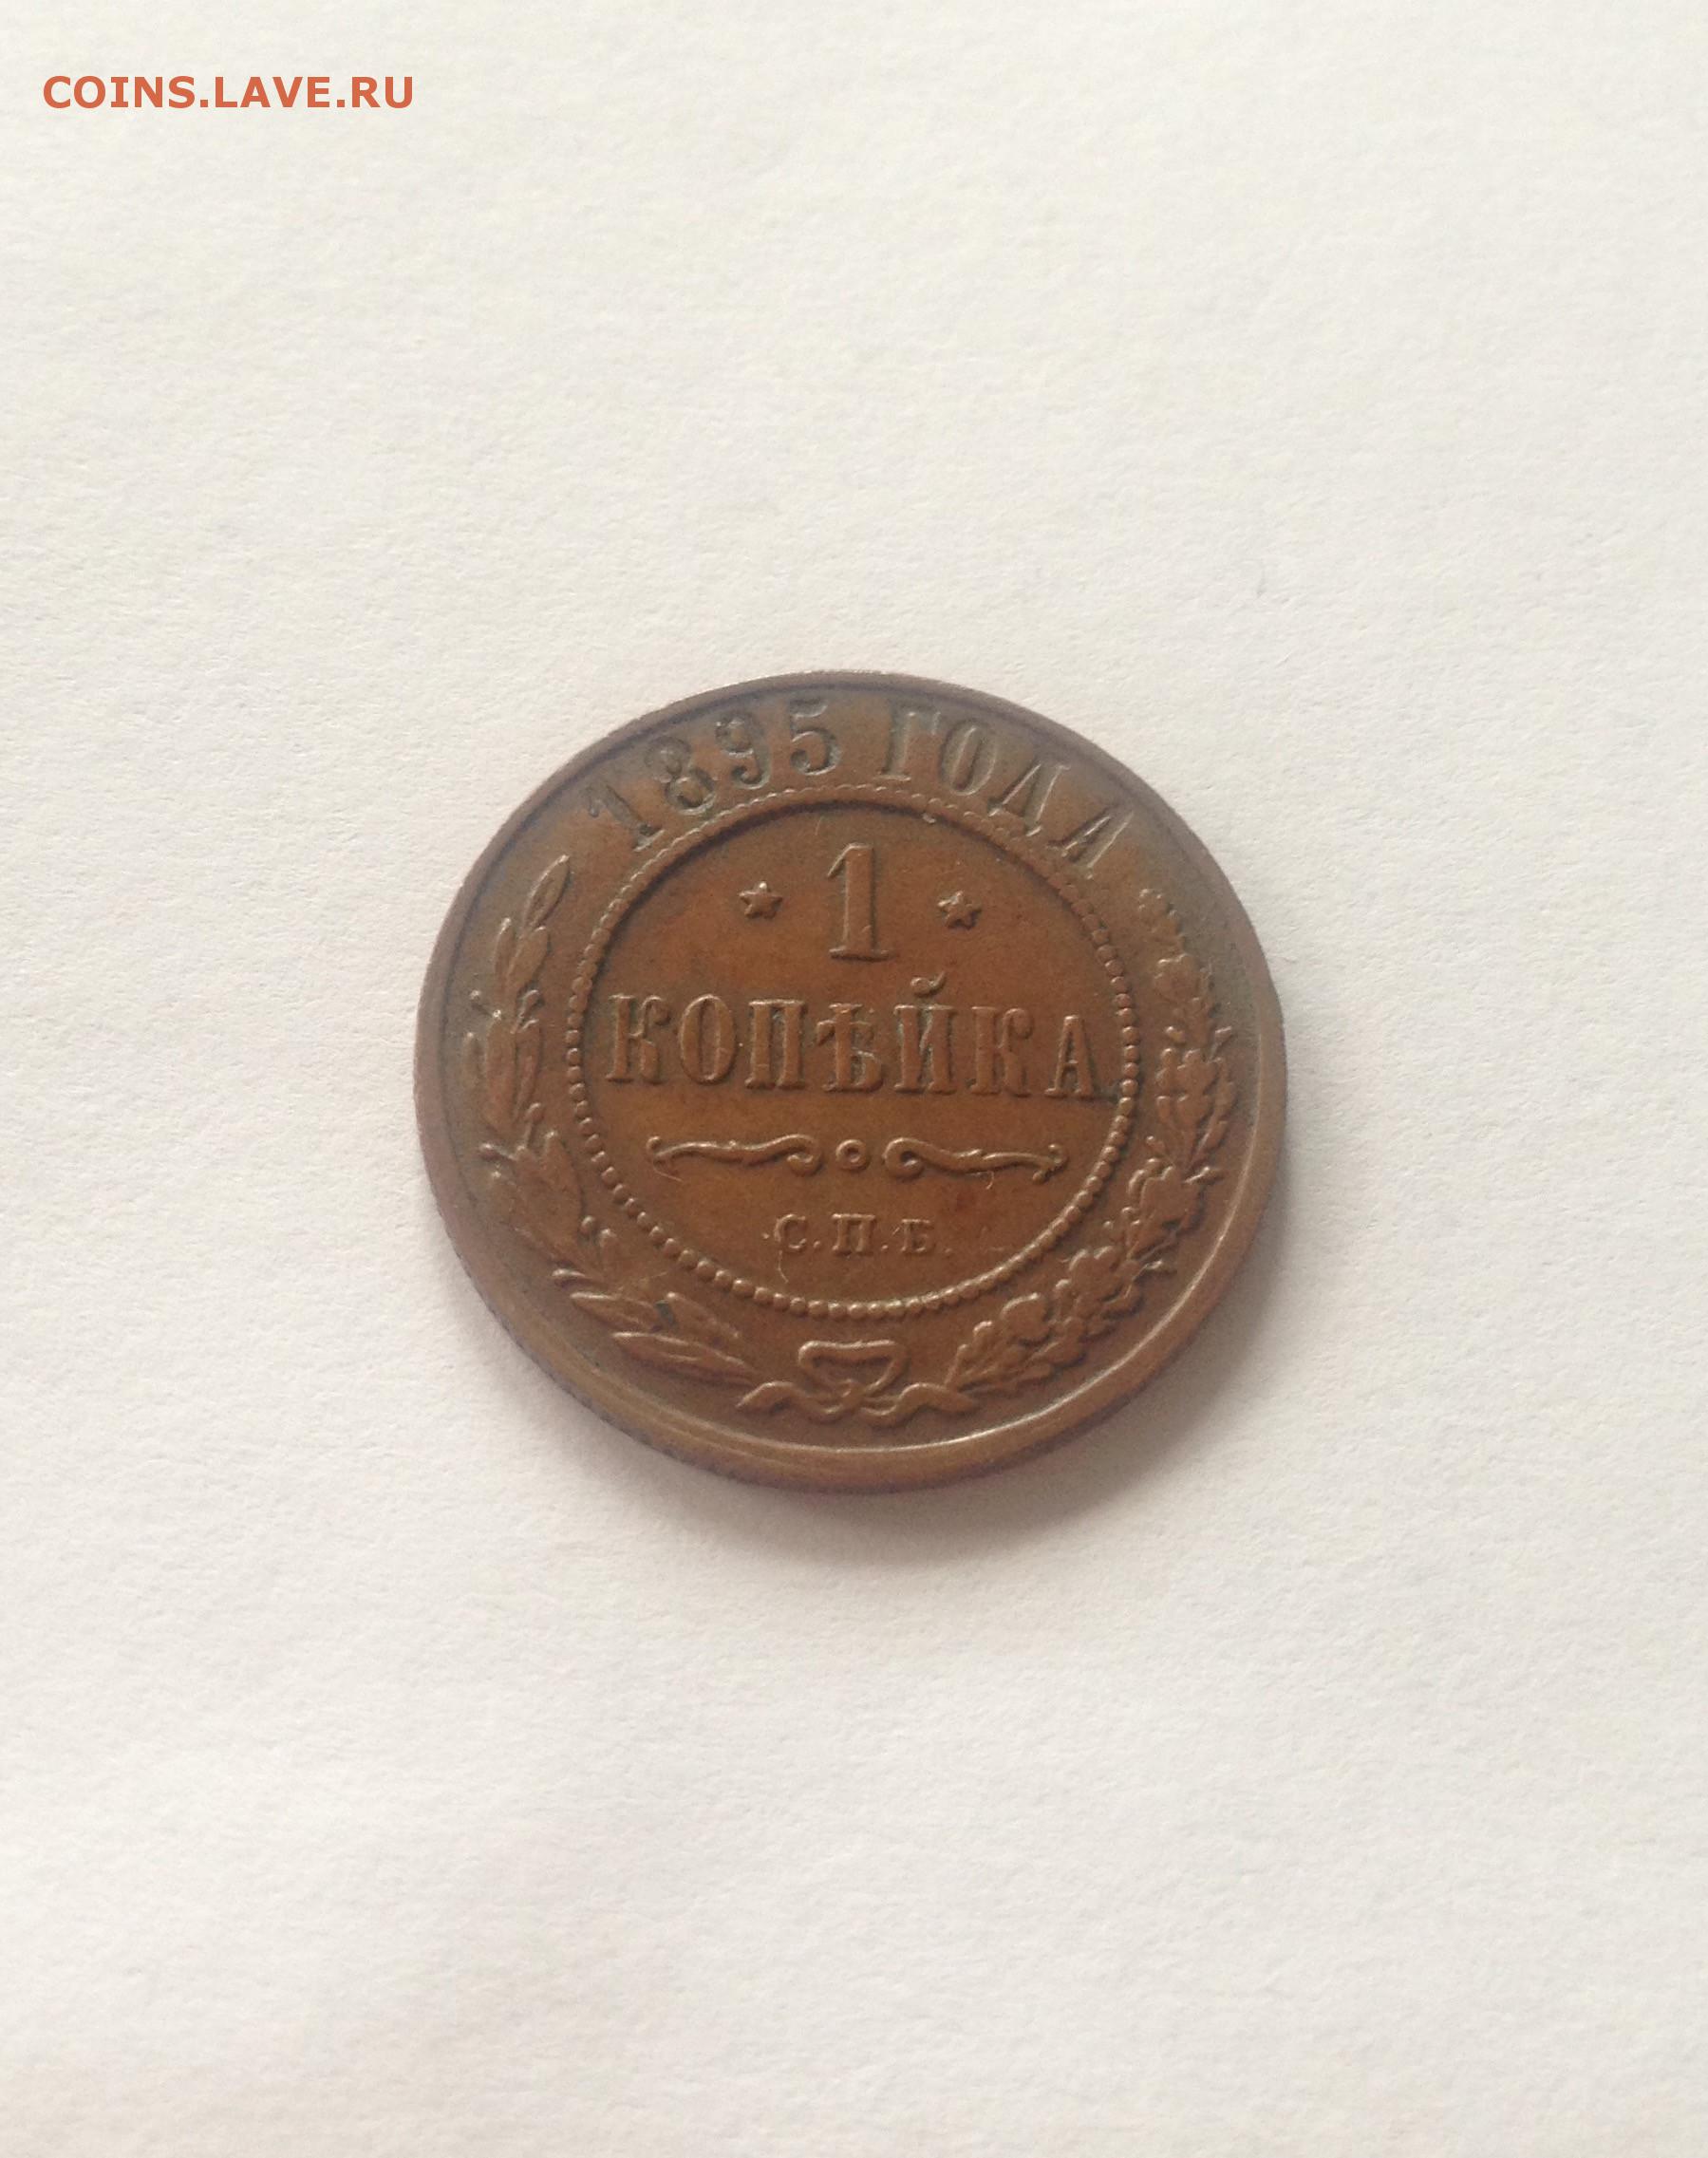 COINS.LAVE.RU
1895 ГОДА
* 1 *
КОПѢЙКА
С.П.Б.